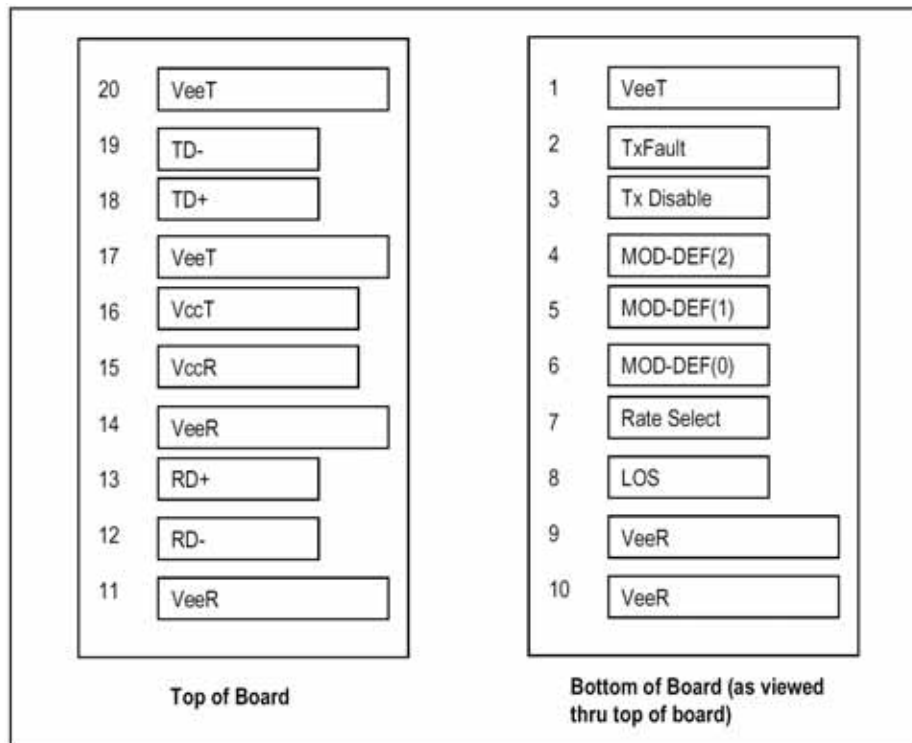 20 VeeT
19 TD-
18 TD+
17 VeeT
16 VccT
15 VccR
14 VeeR
13 RD+
12 RD-
11 VeeR
Top of Board
1 VeeT
2 TxFault
3 Tx Disable
4 MOD-DEF(2)
5 MOD-DEF(1)
6 MOD-DEF(0)
7 Rate Select
8 LOS
9 VeeR
10 VeeR
Bottom of Board (as viewed
thru top of board)